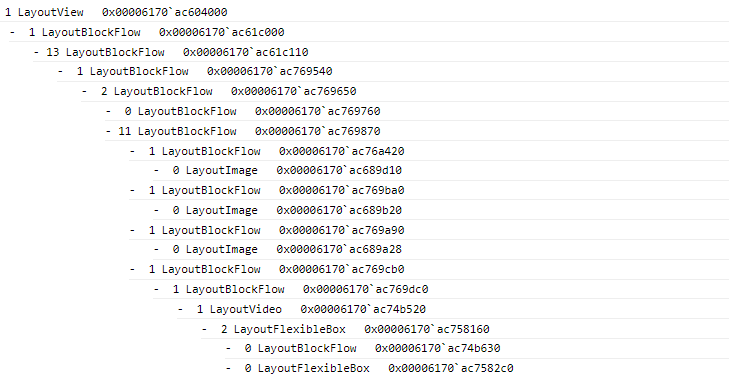 1 LayoutView 0x00006170`ac604000
- 1 LayoutBlockFlow 0x00006170`ac61c000
- 13 LayoutBlockFlow 0x00006170`ac61c110
- 1 LayoutBlockFlow 0x00006170`ac769540
- 2 LayoutBlockFlow 0x00006170`ac769650
- 0 LayoutBlockFlow 0x00006170`ac769760
- 11 LayoutBlockFlow 0x00006170`ac769870
- 1 LayoutBlockFlow 0x00006170`ac76a420
- 0 LayoutImage 0x00006170`ac689d10
- 1 LayoutBlockFlow 0x00006170`ac769ba0
- 0 LayoutImage 0x00006170`ac689b20
- 1 LayoutBlockFlow 0x00006170`ac769a90
- 0 LayoutImage 0x00006170`ac689a28
- 1 LayoutBlockFlow 0x00006170`ac769cb0
- 1 LayoutBlockFlow 0x00006170`ac769dc0
- 1 LayoutVideo 0x00006170`ac74b520
- 2 LayoutFlexibleBox 0x00006170`ac758160
- 0 LayoutBlockFlow 0x00006170`ac74b630
- 0 LayoutFlexibleBox 0x00006170`ac7582c0